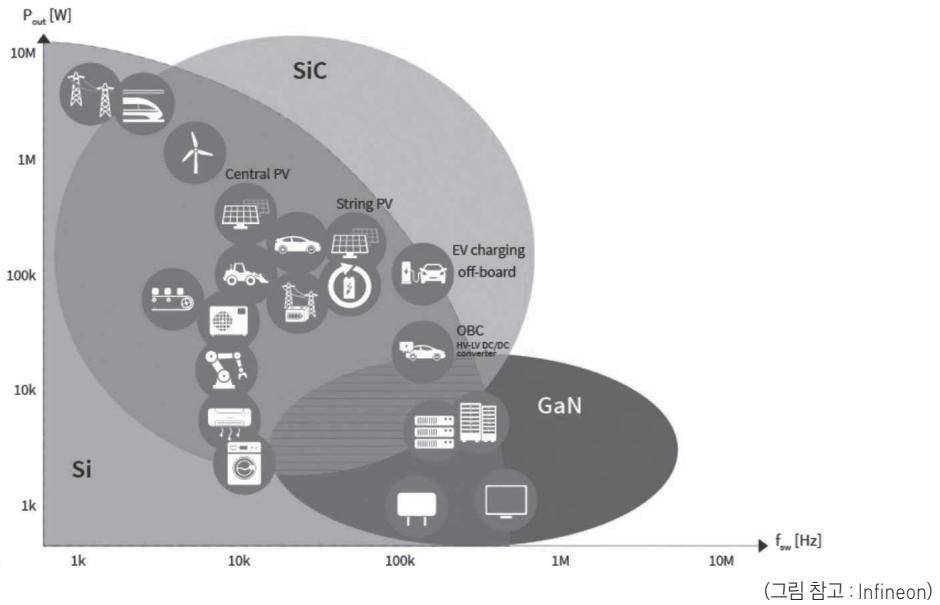 P_out [W]
10M
SiC
1M
Central PV
String PV
EV charging
off-board
100k
OBC
HV-LV DC/DC
converter
10k
GaN
Si
1k
f_sw [Hz]
1k
10k
100k
1M
10M
(그림 참고 : Infineon)